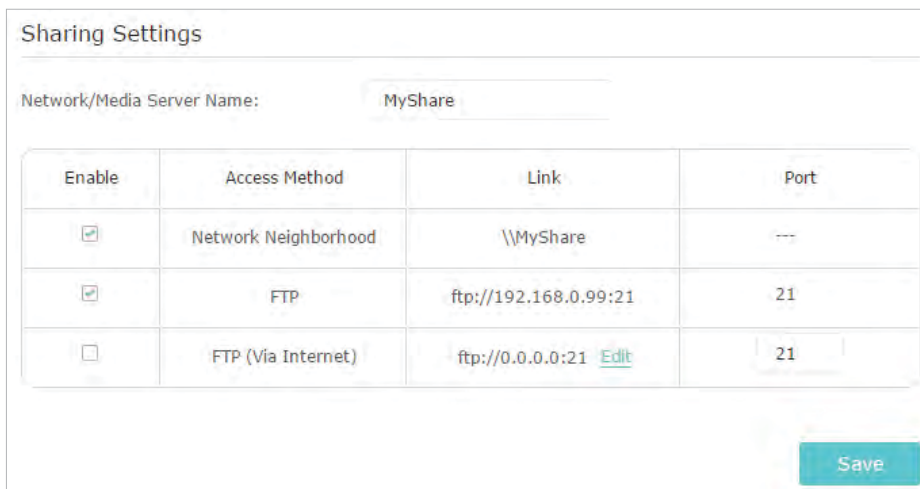 Sharing Settings
Network/Media Server Name: MyShare
Enable Access Method Link Port
Network Neighborhood \\MyShare ---
FTP ftp://192.168.0.99:21 21
FTP (Via Internet) ftp://0.0.0.0:21 Edit 21
Save